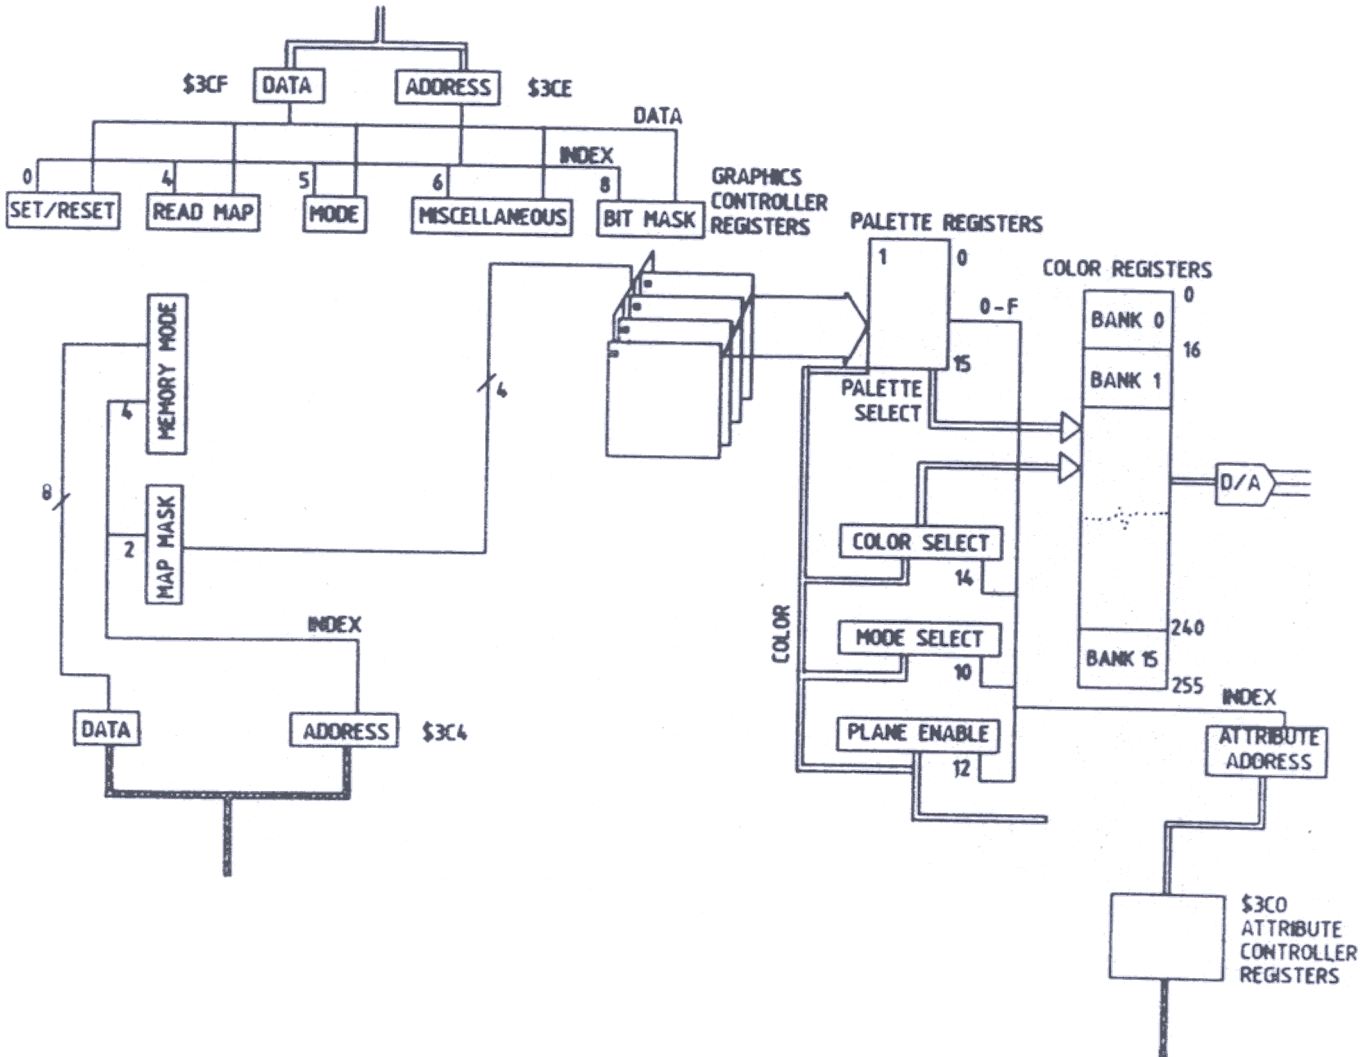 $3CF
DATA
ADDRESS
$3CE
DATA
INDEX
0
4
5
6
8
SET/RESET
READ MAP
MODE
MISCELLANEOUS
BIT MASK
GRAPHICS
CONTROLLER
REGISTERS
PALETTE REGISTERS
1
0
0-F
15
PALETTE
SELECT
COLOR REGISTERS
0
BANK 0
16
BANK 1
240
BANK 15
255
D/A
MEMORY MODE
4
8
MAP MASK
2
4
INDEX
DATA
ADDRESS
$3C4
COLOR
COLOR SELECT
14
MODE SELECT
10
PLANE ENABLE
12
INDEX
ATTRIBUTE
ADDRESS
$3C0
ATTRIBUTE
CONTROLLER
REGISTERS